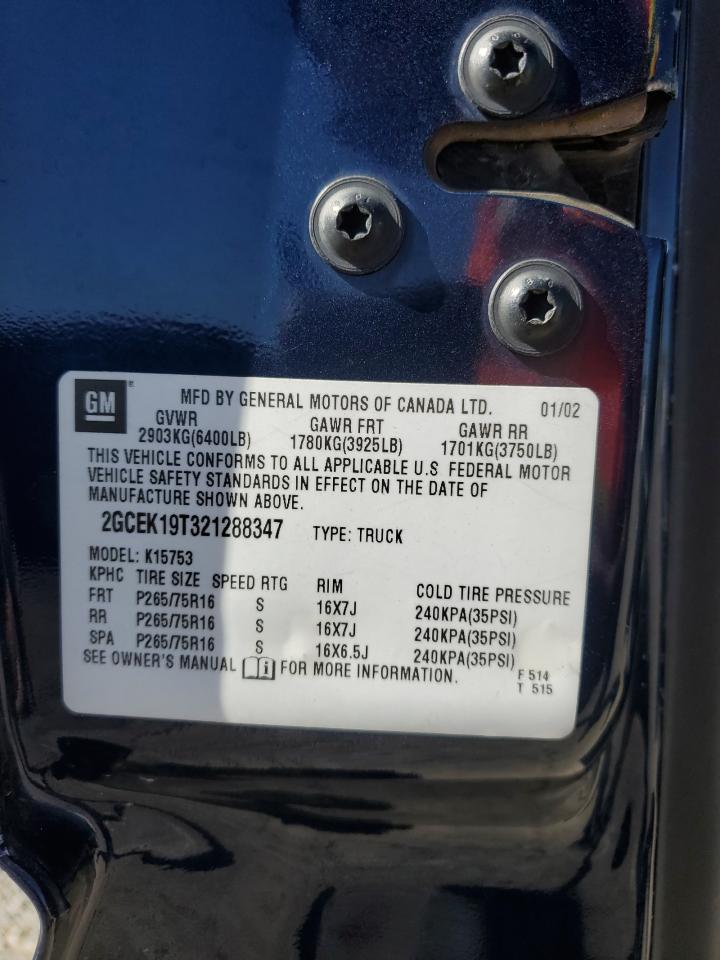 GM ® MFD BY GENERAL MOTORS OF CANADA LTD. 01/02
GVWR GAWR FRT GAWR RR
2903KG(6400LB) 1780KG(3925LB) 1701KG(3750LB)
THIS VEHICLE CONFORMS TO ALL APPLICABLE U.S. FEDERAL MOTOR
VEHICLE SAFETY STANDARDS IN EFFECT ON THE DATE OF
MANUFACTURE SHOWN ABOVE.
2GCEK19T321288347 TYPE: TRUCK
MODEL: K15753
KPHC TIRE SIZE SPEED RTG RIM COLD TIRE PRESSURE
FRT P265/75R16 S 16X7J 240KPA(35PSI)
RR P265/75R16 S 16X7J 240KPA(35PSI)
SPA P265/75R16 S 16X6.5J 240KPA(35PSI)
SEE OWNER'S MANUAL FOR MORE INFORMATION.
F 514
T 515